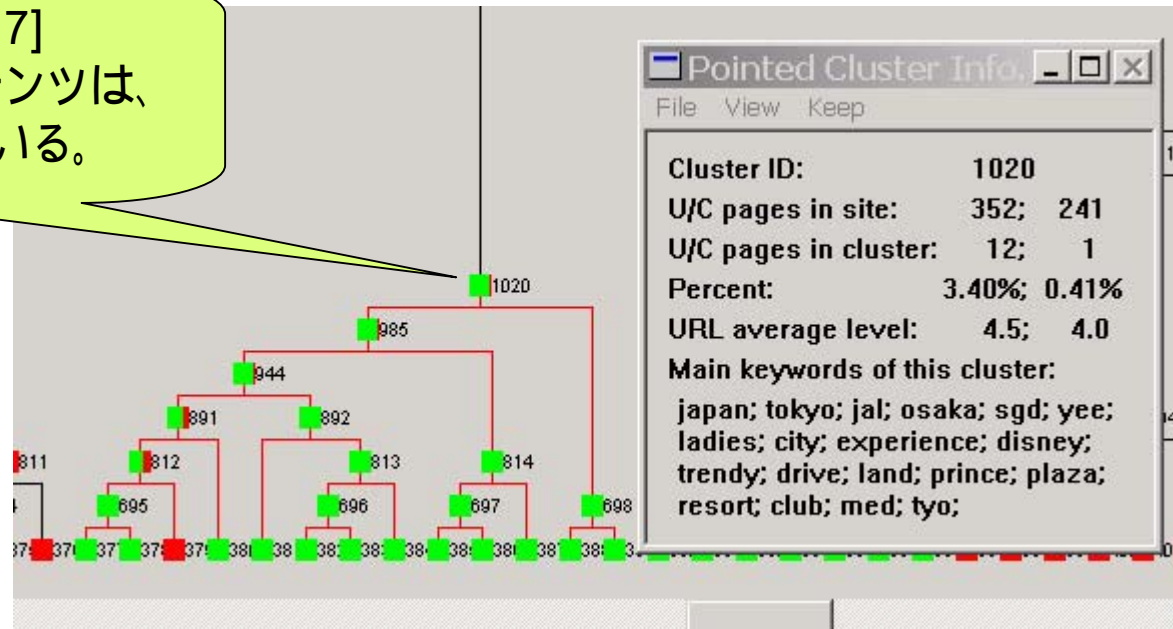 7]
ンツは、
いる。
Pointed Cluster Info.
File View Keep
Cluster ID: 1020
U/C pages in site: 352; 241
U/C pages in cluster: 12; 1
Percent: 3.40%; 0.41%
URL average level: 4.5; 4.0
Main keywords of this cluster:
japan; tokyo; jal; osaka; sgd; yee;
ladies; city; experience; disney;
trendy; drive; land; prince; plaza;
resort; club; med; tyo;
1020
985
944
891 892
811 812 813 814
695 696 697 698